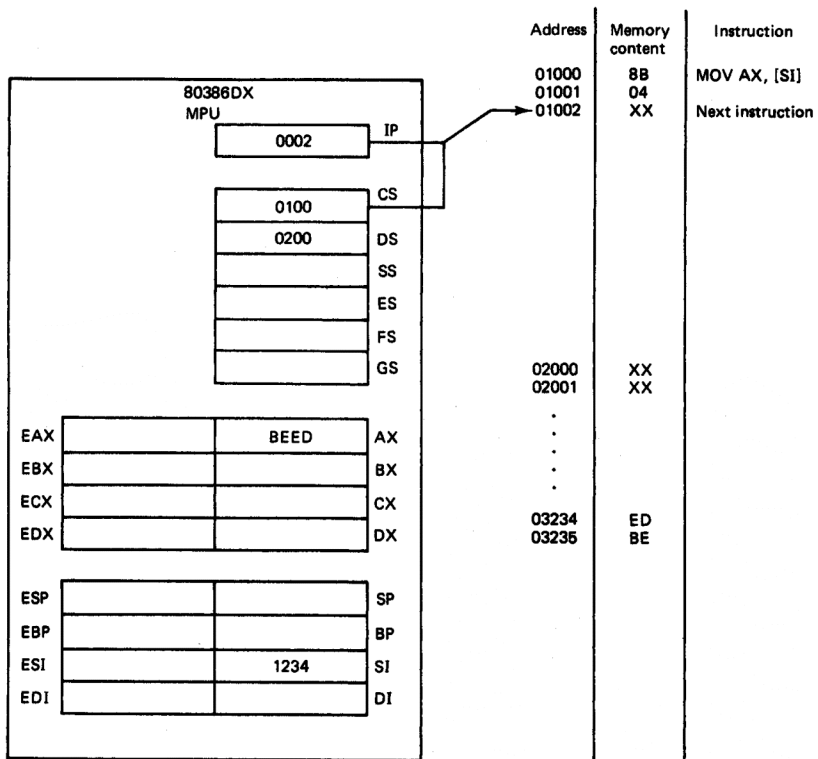 Address Memory content Instruction
01000 8B MOV AX, [SI]
01001 04
01002 XX Next instruction
80386DX
MPU
0002 IP
0100 CS
0200 DS
SS
ES
FS
GS
02000 XX
02001 XX
EAX BEED AX
EBX BX
ECX CX
EDX DX
03234 ED
03235 BE
ESP SP
EBP BP
ESI 1234 SI
EDI DI